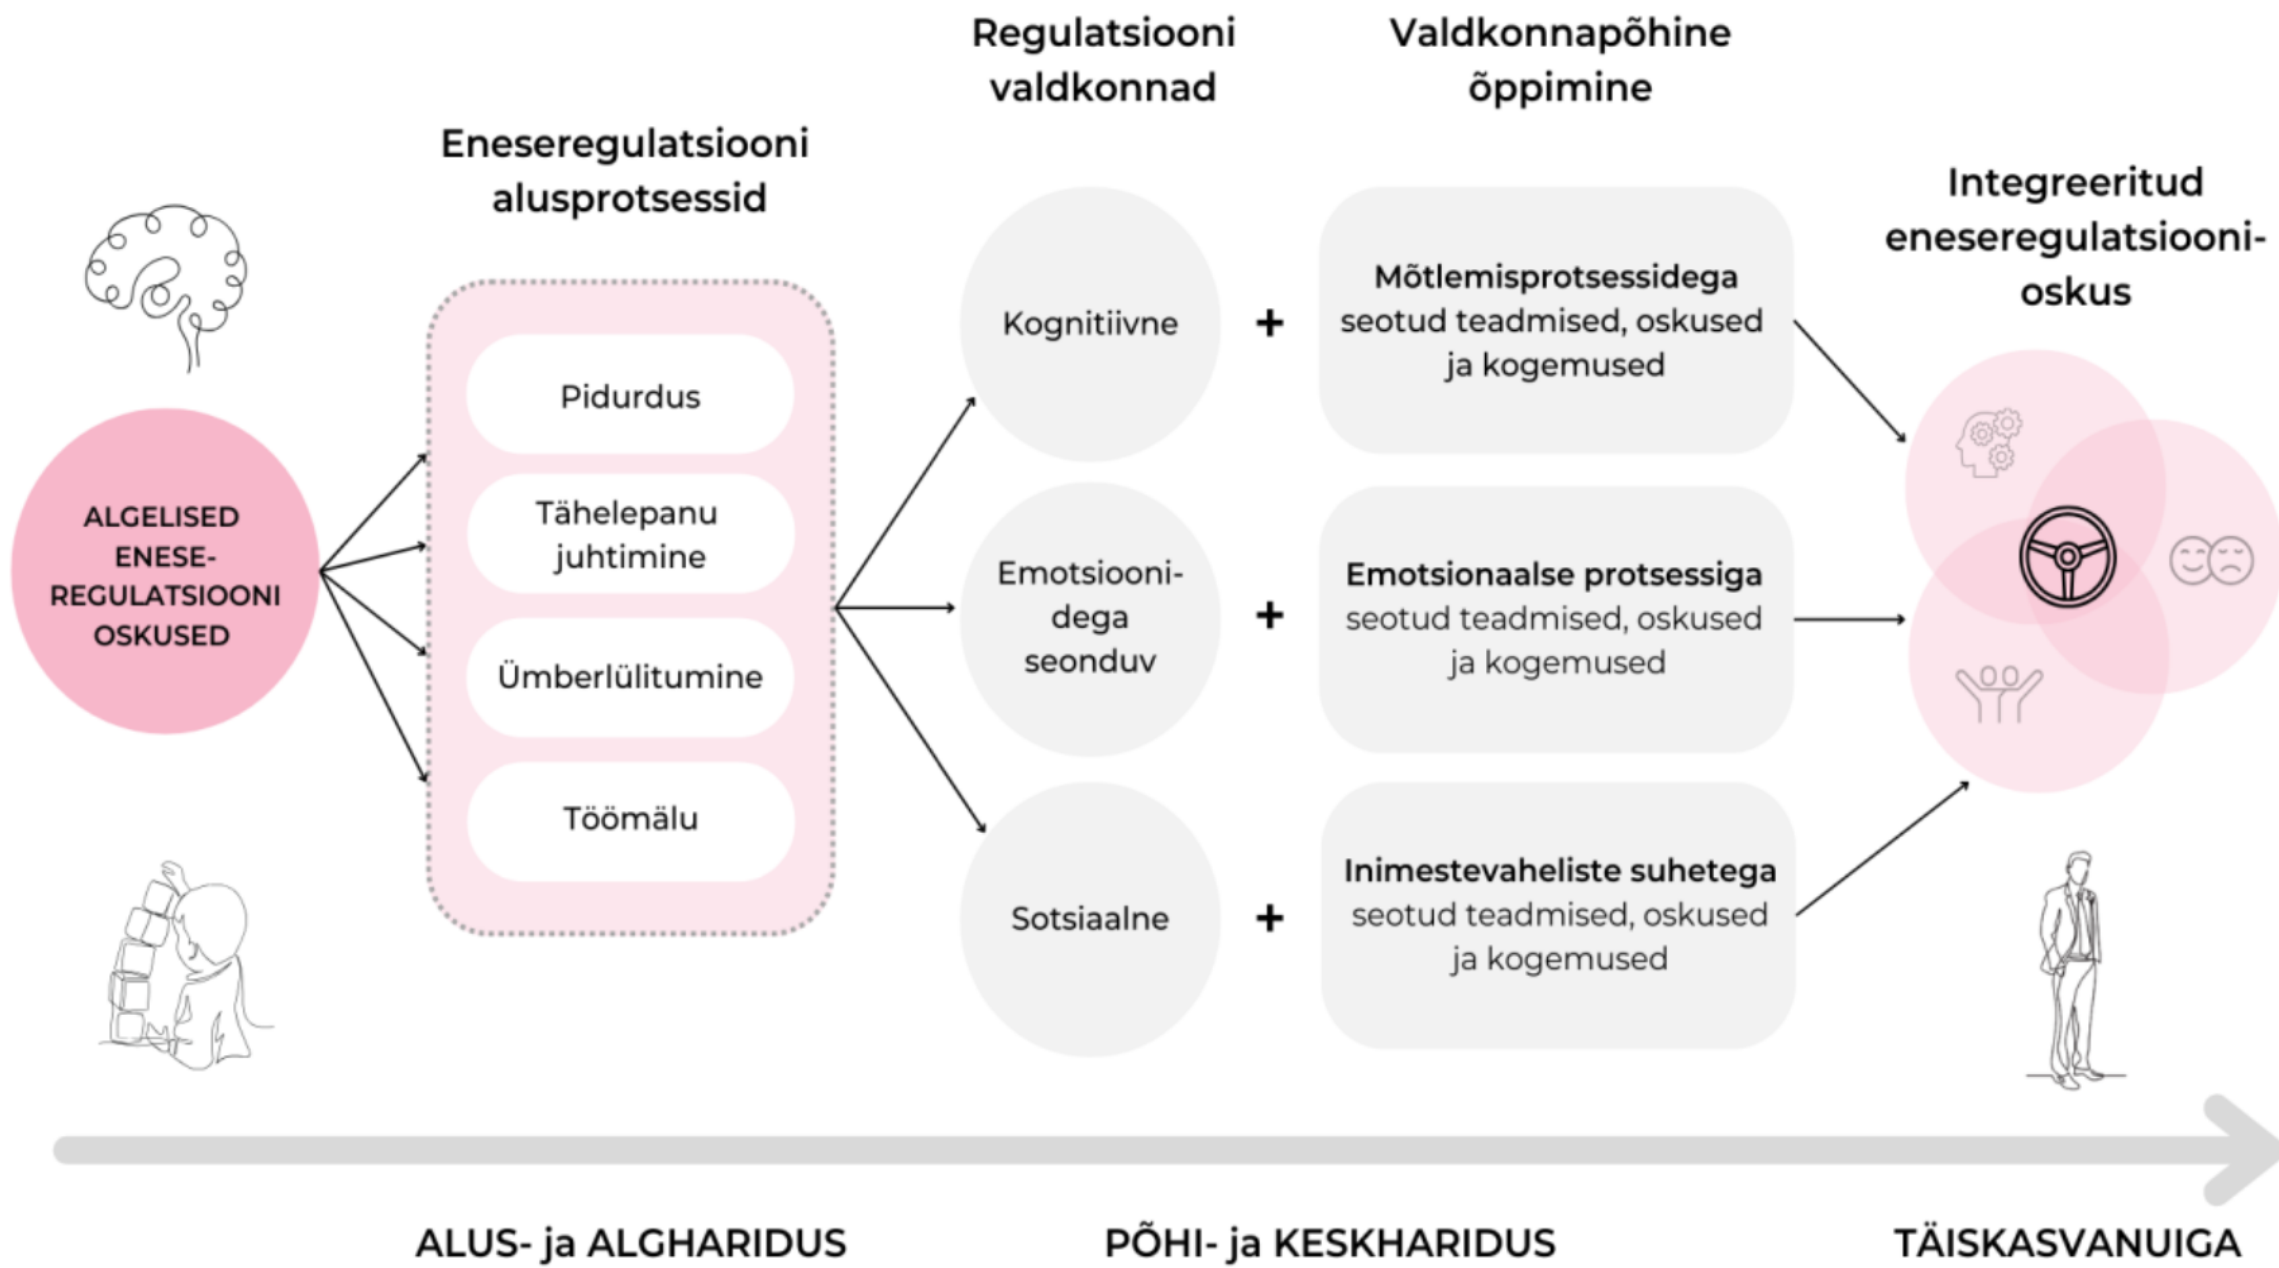 Regulatsiooni
valdkonnad
Valdkonnapõhine
õppimine
Eneseregulatsiooni
alusprotsessid
Integreeritud
eneseregulatsiooni-
oskus
ALGELISED
ENESE-
REGULATSIOONI
OSKUSED
Pidurdus
Tähelepanu
juhtimine
Ümberlülitumine
Töömälu
Kognitiivne
+
Mõtlemisprotsessidega
seotud teadmised, oskused
ja kogemused
Emotsiooni-
dega
seonduv
+
Emotsionaalse protsessiga
seotud teadmised, oskused
ja kogemused
Sotsiaalne
+
Inimestevaheliste suhetega
seotud teadmised, oskused
ja kogemused
ALUS- ja ALGHARIDUS
PÕHI- ja KESKHARIDUS
TÄISKASVANUIGA